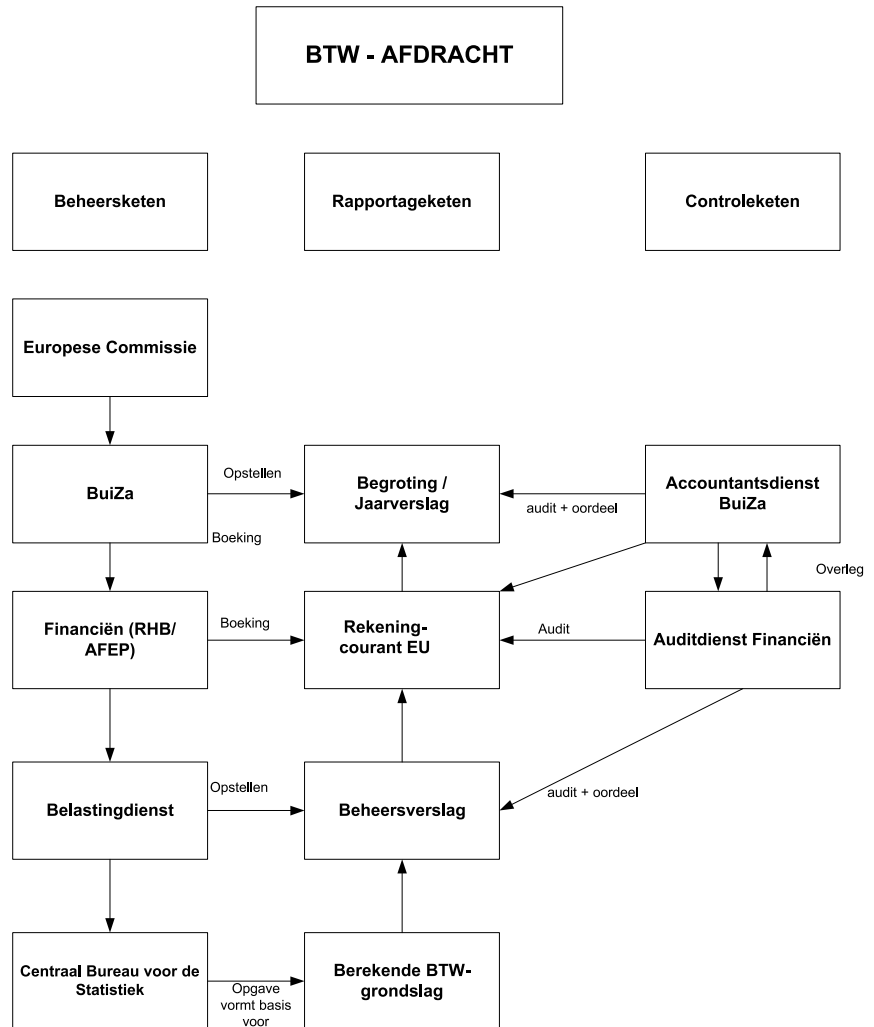 BTW - AFDRACHT
Beheersketen
Rapportageketen
Controleketen
Europese Commissie
BuiZa
Opstellen
Begroting /
Jaarverslag
audit + oordeel
Accountantsdienst
BuiZa
Boeking
Overleg
Financiën (RHB/
AFEP)
Boeking
Rekening-
courant EU
Audit
Auditdienst Financiën
Belastingdienst
Opstellen
Beheersverslag
audit + oordeel
Centraal Bureau voor de
Statistiek
Opgave
vormt basis
voor
Berekende BTW-
grondslag